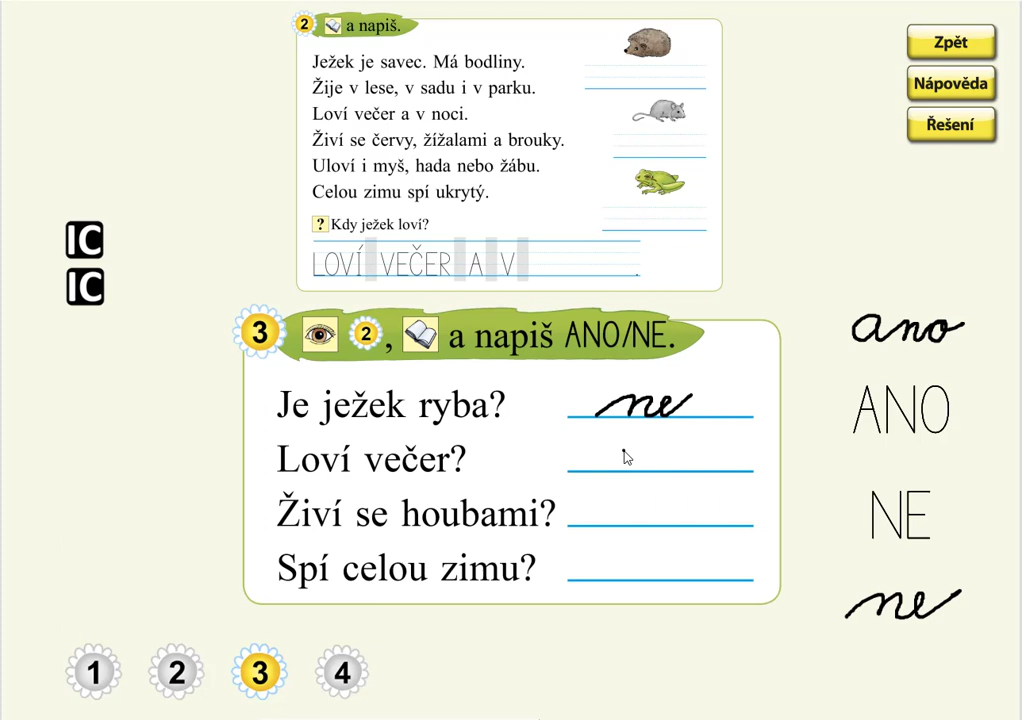 2 a napiš.
Ježek je savec. Má bodliny.
Žije v lese, v sadu i v parku.
Loví večer a v noci.
Živí se červy, žížalami a brouky.
Uloví i myš, hada nebo žábu.
Celou zimu spí ukrytý.
? Kdy ježek loví?
LOVÍ VEČER A V .
Zpět
Nápověda
Řešení
IC
IC
3 2 , a napiš ANO/NE.
Je ježek ryba? ne
Loví večer?
Živí se houbami?
Spí celou zimu?
ano
ANO
NE
ne
1 2 3 4